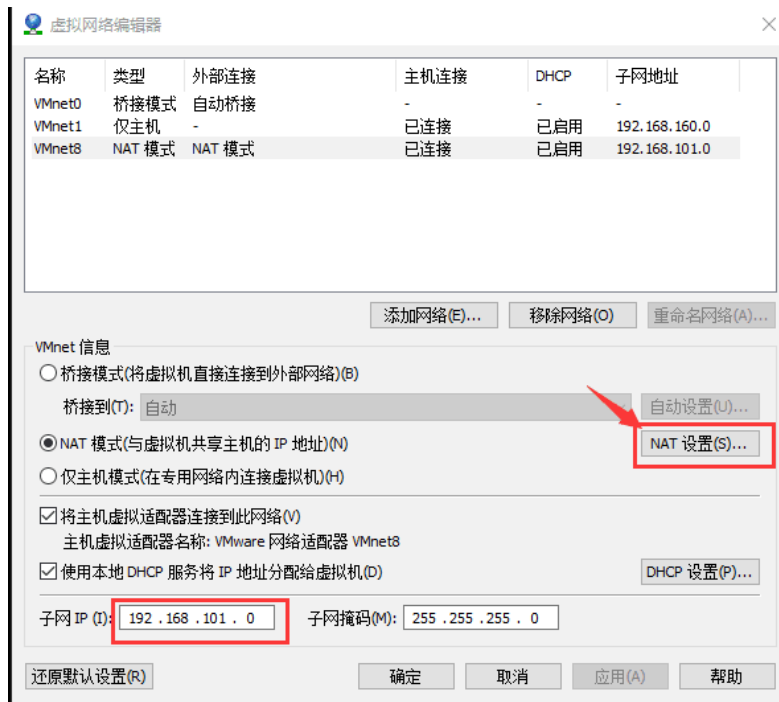 虚拟网络编辑器
名称 类型 外部连接 主机连接 DHCP 子网地址
VMnet0 桥接模式 自动桥接 - - -
VMnet1 仅主机 - 已连接 已启用 192.168.160.0
VMnet8 NAT 模式 NAT 模式 已连接 已启用 192.168.101.0
添加网络(E)... 移除网络(O) 重命名网络(A)...
VMnet 信息
桥接模式(将虚拟机直接连接到外部网络)(B)
桥接到(T): 自动 自动设置(U)...
NAT 模式(与虚拟机共享主机的 IP 地址)(N) NAT 设置(S)...
仅主机模式(在专用网络内连接虚拟机)(H)
将主机虚拟适配器连接到此网络(V)
主机虚拟适配器名称: VMware 网络适配器 VMnet8
使用本地 DHCP 服务将 IP 地址分配给虚拟机(D) DHCP 设置(P)...
子网 IP (I): 192 .168 .101 . 0 子网掩码(M): 255 .255 .255 . 0
还原默认设置(R) 确定 取消 应用(A) 帮助